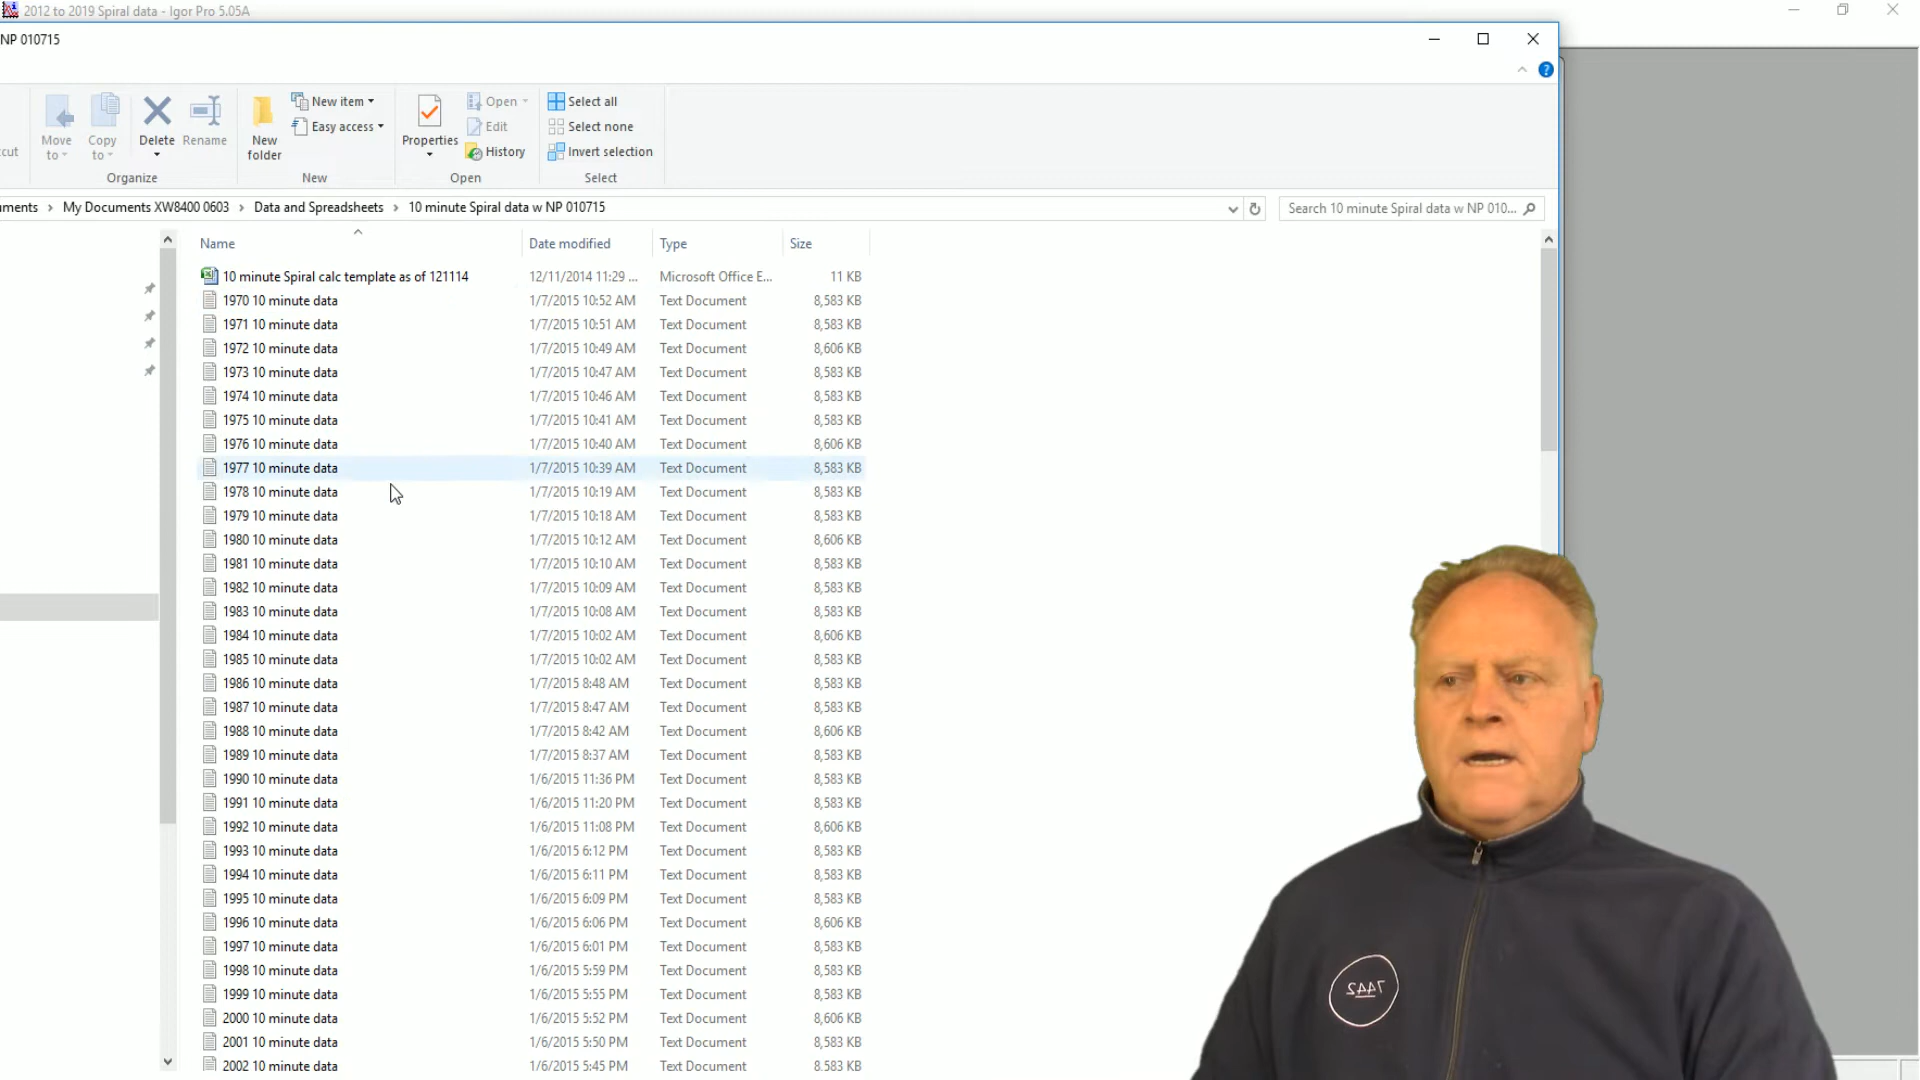 2012 to 2019 Spiral data - Igor Pro 5.05A
NP 010715
Move to
Copy to
Delete
Rename
New folder
New item
Easy access
Properties
Open
Edit
History
Select all
Select none
Invert selection
cut
Organize
New
Open
Select
uments > My Documents XW8400 0603 > Data and Spreadsheets > 10 minute Spiral data w NP 010715
Search 10 minute Spiral data w NP 010...
Name Date modified Type Size
10 minute Spiral calc template as of 121114 12/11/2014 11:29 ... Microsoft Office E... 11 KB
1970 10 minute data 1/7/2015 10:52 AM Text Document 8,583 KB
1971 10 minute data 1/7/2015 10:51 AM Text Document 8,583 KB
1972 10 minute data 1/7/2015 10:49 AM Text Document 8,606 KB
1973 10 minute data 1/7/2015 10:47 AM Text Document 8,583 KB
1974 10 minute data 1/7/2015 10:46 AM Text Document 8,583 KB
1975 10 minute data 1/7/2015 10:41 AM Text Document 8,583 KB
1976 10 minute data 1/7/2015 10:40 AM Text Document 8,606 KB
1977 10 minute data 1/7/2015 10:39 AM Text Document 8,583 KB
1978 10 minute data 1/7/2015 10:19 AM Text Document 8,583 KB
1979 10 minute data 1/7/2015 10:18 AM Text Document 8,583 KB
1980 10 minute data 1/7/2015 10:12 AM Text Document 8,606 KB
1981 10 minute data 1/7/2015 10:10 AM Text Document 8,583 KB
1982 10 minute data 1/7/2015 10:09 AM Text Document 8,583 KB
1983 10 minute data 1/7/2015 10:08 AM Text Document 8,583 KB
1984 10 minute data 1/7/2015 10:02 AM Text Document 8,606 KB
1985 10 minute data 1/7/2015 10:02 AM Text Document 8,583 KB
1986 10 minute data 1/7/2015 8:48 AM Text Document 8,583 KB
1987 10 minute data 1/7/2015 8:47 AM Text Document 8,583 KB
1988 10 minute data 1/7/2015 8:42 AM Text Document 8,606 KB
1989 10 minute data 1/7/2015 8:37 AM Text Document 8,583 KB
1990 10 minute data 1/6/2015 11:36 PM Text Document 8,583 KB
1991 10 minute data 1/6/2015 11:20 PM Text Document 8,583 KB
1992 10 minute data 1/6/2015 11:08 PM Text Document 8,606 KB
1993 10 minute data 1/6/2015 6:12 PM Text Document 8,583 KB
1994 10 minute data 1/6/2015 6:11 PM Text Document 8,583 KB
1995 10 minute data 1/6/2015 6:09 PM Text Document 8,583 KB
1996 10 minute data 1/6/2015 6:06 PM Text Document 8,606 KB
1997 10 minute data 1/6/2015 6:01 PM Text Document 8,583 KB
1998 10 minute data 1/6/2015 5:59 PM Text Document 8,583 KB
1999 10 minute data 1/6/2015 5:55 PM Text Document 8,583 KB
2000 10 minute data 1/6/2015 5:52 PM Text Document 8,606 KB
2001 10 minute data 1/6/2015 5:50 PM Text Document 8,583 KB
2002 10 minute data 1/6/2015 5:45 PM Text Document 8,583 KB